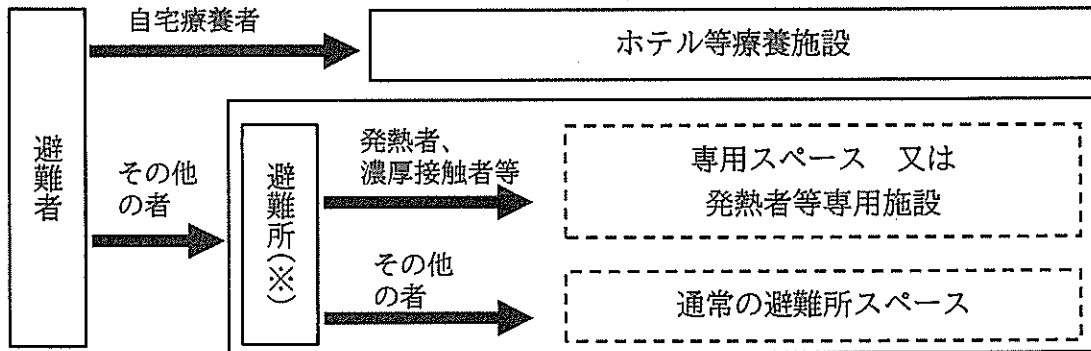 自宅療養者
ホテル等療養施設
避難者
その他
の者
避難所(※)
発熱者、
濃厚接触者等
専用スペース 又は
発熱者等専用施設
その他
の者
通常の避難所スペース